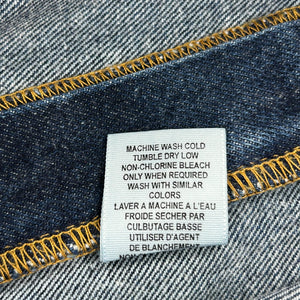 MACHINE WASH COLD
TUMBLE DRY LOW
NON-CHLORINE BLEACH
ONLY WHEN REQUIRED
WASH WITH SIMILAR
COLORS
LAVER A MACHINE A L'EAU
FROIDE SECHER PAR
CULBUTAGE BASSE
UTILISER D'AGENT
DE BLANCHEMENT